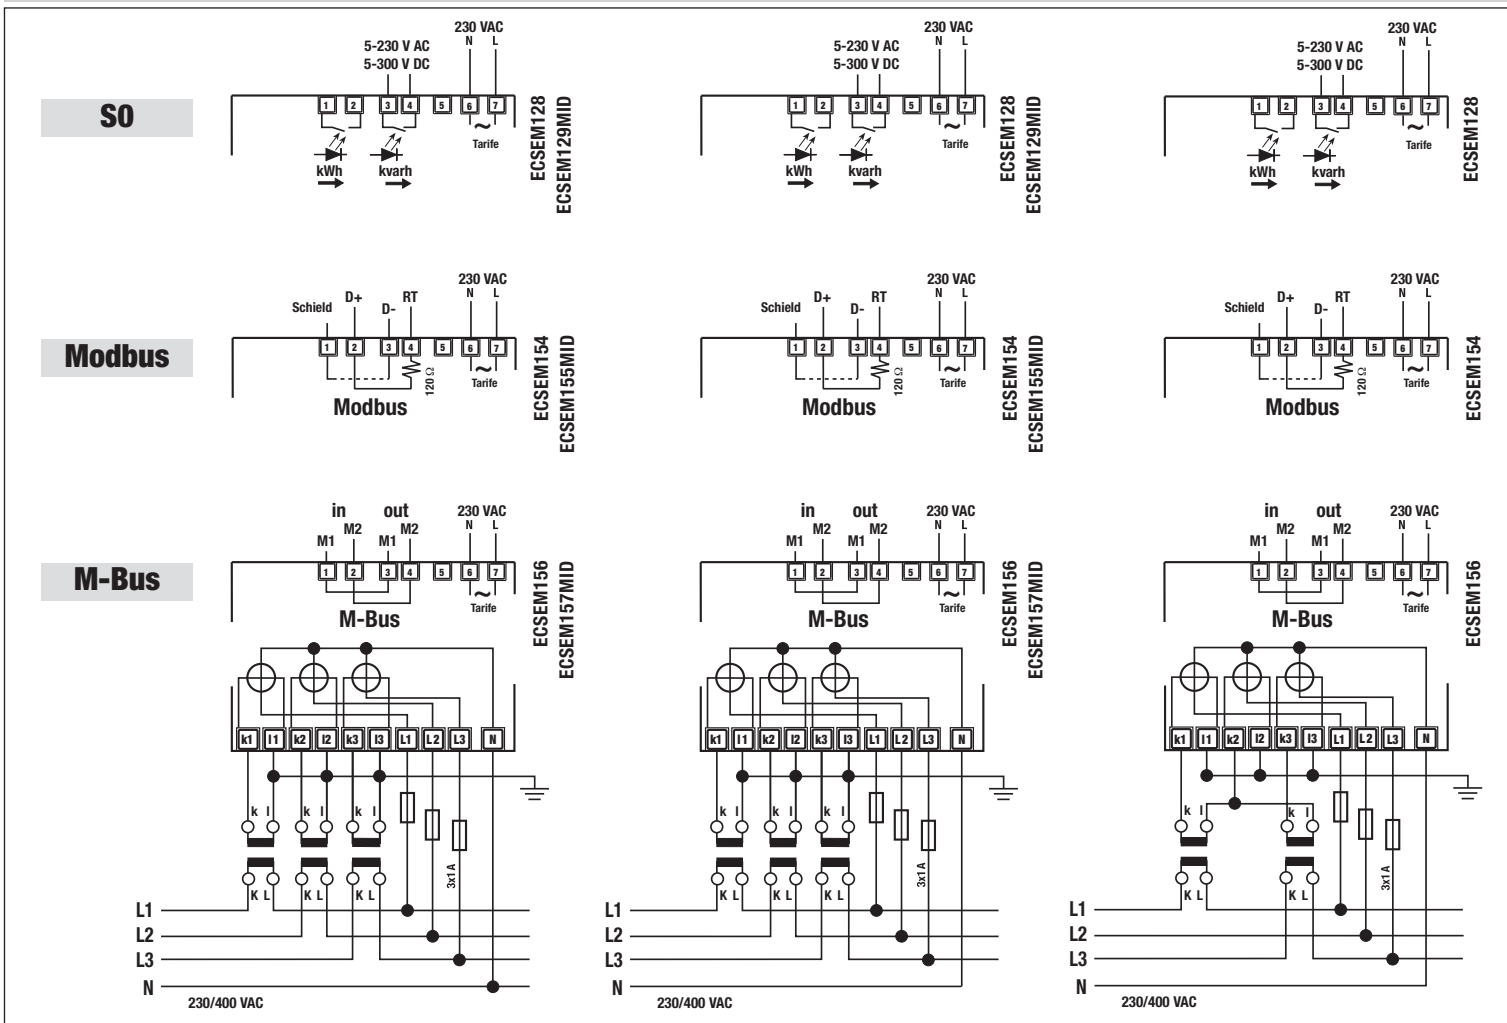 S0
230 VAC
N L
5-230 V AC
5-300 V DC
1 2 3 4 5 6 7
~
Tarife
kWh kvarh
ECSEM128
ECSEM129MID
230 VAC
N L
5-230 V AC
5-300 V DC
1 2 3 4 5 6 7
~
Tarife
kWh kvarh
ECSEM128
ECSEM129MID
230 VAC
N L
5-230 V AC
5-300 V DC
1 2 3 4 5 6 7
~
Tarife
kWh kvarh
ECSEM128
Modbus
230 VAC
N L
Schield D+ D- RT
1 2 3 4 5 6 7
~
Tarife
120 Ω
Modbus
ECSEM154
ECSEM155MID
230 VAC
N L
Schield D+ D- RT
1 2 3 4 5 6 7
~
Tarife
120 Ω
Modbus
ECSEM154
ECSEM155MID
230 VAC
N L
Schield D+ D- RT
1 2 3 4 5 6 7
~
Tarife
120 Ω
Modbus
ECSEM154
M-Bus
in out
230 VAC
N L
M1 M2 M1 M2
1 2 3 4 5 6 7
~
Tarife
M-Bus
ECSEM156
ECSEM157MID
k1 l1 k2 l2 k3 l3 L1 L2 L3 N
k l k l k l
3x1 A
K L K L K L
L1
L2
L3
N
230/400 VAC
in out
230 VAC
N L
M1 M2 M1 M2
1 2 3 4 5 6 7
~
Tarife
M-Bus
ECSEM156
ECSEM157MID
k1 l1 k2 l2 k3 l3 L1 L2 L3 N
k l k l k l
3x1 A
K L K L K L
L1
L2
L3
N
230/400 VAC
in out
230 VAC
N L
M1 M2 M1 M2
1 2 3 4 5 6 7
~
Tarife
M-Bus
ECSEM156
k1 l1 k2 l2 k3 l3 L1 L2 L3 N
k l k l
3x1 A
K L K L
L1
L2
L3
N
230/400 VAC